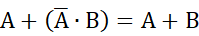 A + (A̅ · B) = A + B